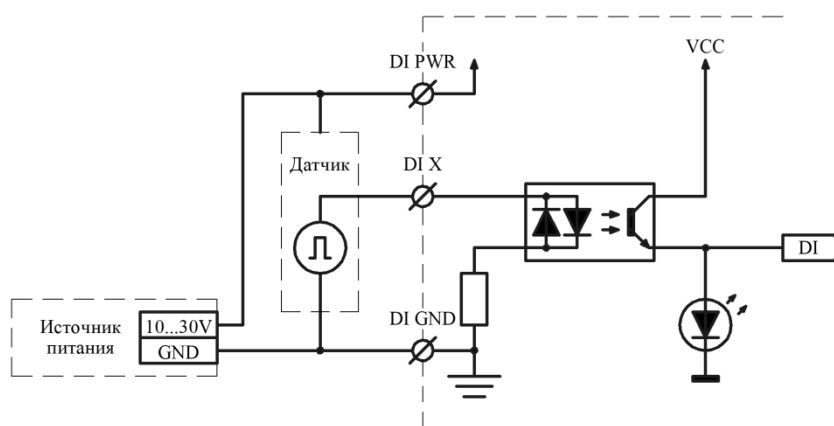 DI PWR
VCC
Датчик
DI X
DI
DI GND
Источник
питания
10...30V
GND